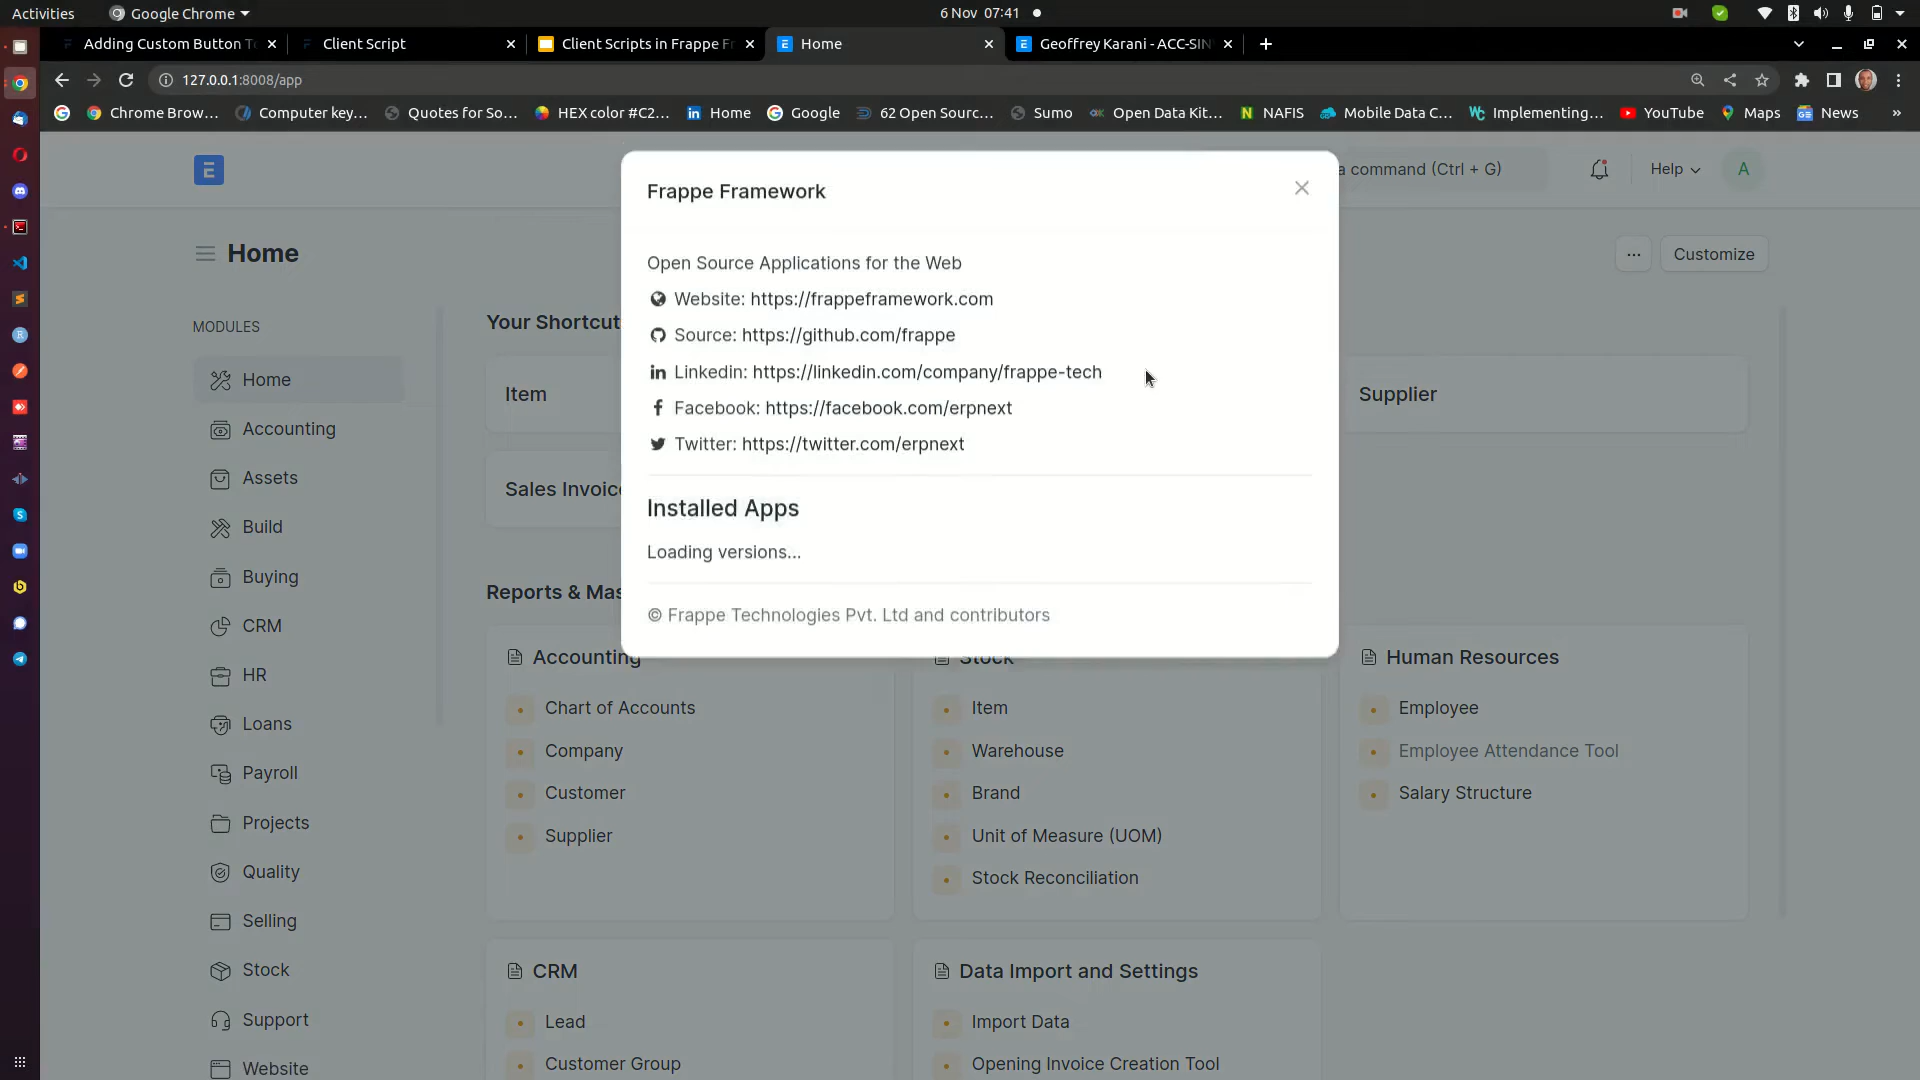 Activities
Google Chrome
6 Nov 07:41
Adding Custom Button T
Client Script
Client Scripts in Frappe F
Home
Geoffrey Karani - ACC-SIN
127.0.0.1:8008/app
Chrome Brow...
Computer key...
Quotes for So...
HEX color #C2...
Home
Google
62 Open Sourc...
Sumo
Open Data Kit...
NAFIS
Mobile Data C...
Implementing...
YouTube
Maps
News
a command (Ctrl + G)
Help
A
Home
...
Customize
MODULES
Home
Accounting
Assets
Build
Buying
CRM
HR
Loans
Payroll
Projects
Quality
Selling
Stock
Support
Website
Your Shortcut
Item
Supplier
Sales Invoice
Frappe Framework
Open Source Applications for the Web
Website: https://frappeframework.com
Source: https://github.com/frappe
Linkedin: https://linkedin.com/company/frappe-tech
Facebook: https://facebook.com/erpnext
Twitter: https://twitter.com/erpnext
Installed Apps
Loading versions...
© Frappe Technologies Pvt. Ltd and contributors
Reports & Mas
Accounting
Chart of Accounts
Company
Customer
Supplier
Stock
Item
Warehouse
Brand
Unit of Measure (UOM)
Stock Reconciliation
Human Resources
Employee
Employee Attendance Tool
Salary Structure
CRM
Lead
Customer Group
Data Import and Settings
Import Data
Opening Invoice Creation Tool